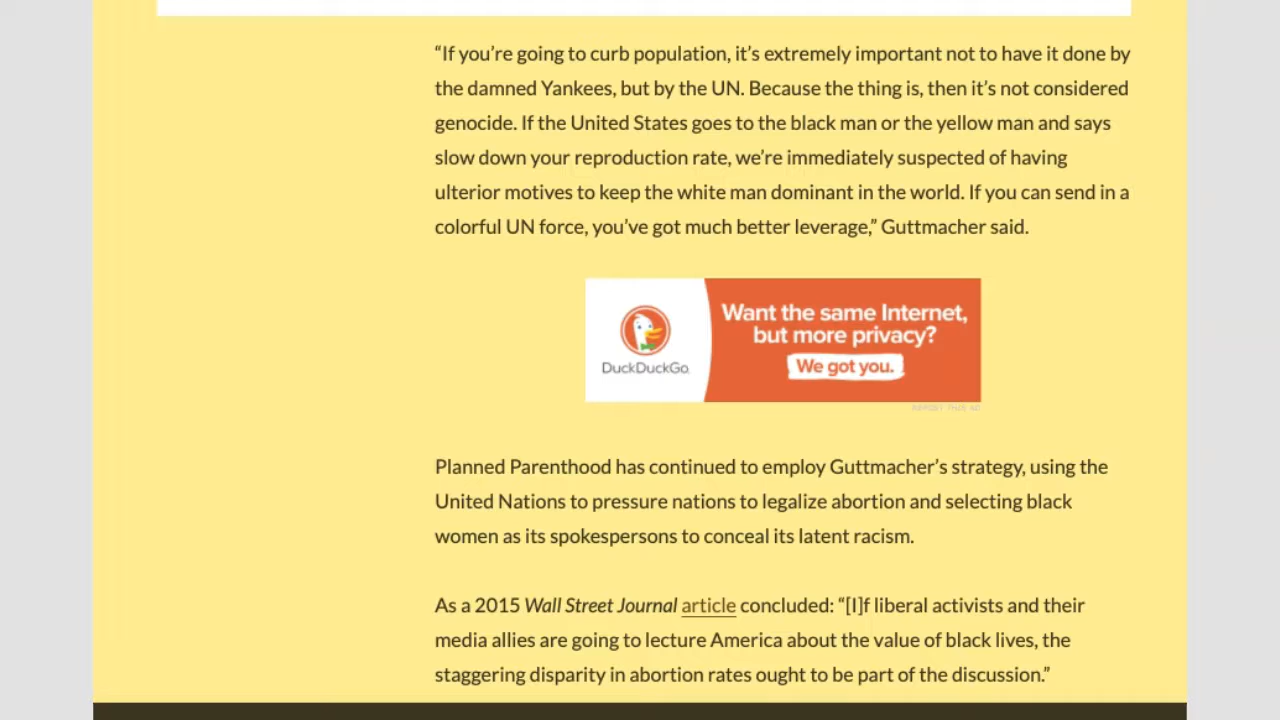 “If you’re going to curb population, it’s extremely important not to have it done by
the damned Yankees, but by the UN. Because the thing is, then it’s not considered
genocide. If the United States goes to the black man or the yellow man and says
slow down your reproduction rate, we’re immediately suspected of having
ulterior motives to keep the white man dominant in the world. If you can send in a
colorful UN force, you’ve got much better leverage,” Guttmacher said.
Want the same Internet,
but more privacy?
We got you.
DuckDuckGo.
REPORT THIS AD
Planned Parenthood has continued to employ Guttmacher’s strategy, using the
United Nations to pressure nations to legalize abortion and selecting black
women as its spokespersons to conceal its latent racism.
As a 2015 Wall Street Journal article concluded: “[I]f liberal activists and their
media allies are going to lecture America about the value of black lives, the
staggering disparity in abortion rates ought to be part of the discussion.”